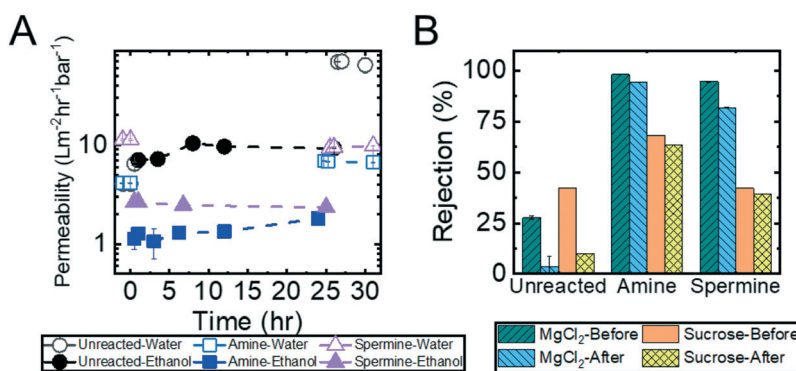 A
Permeability (Lm⁻²hr⁻¹bar⁻¹)
10
1
0 5 10 15 20 25 30
Time (hr)
Unreacted-Water Amine-Water Spermine-Water
Unreacted-Ethanol Amine-Ethanol Spermine-Ethanol
B
Rejection (%)
100
75
50
25
0
Unreacted Amine Spermine
MgCl₂-Before Sucrose-Before
MgCl₂-After Sucrose-After